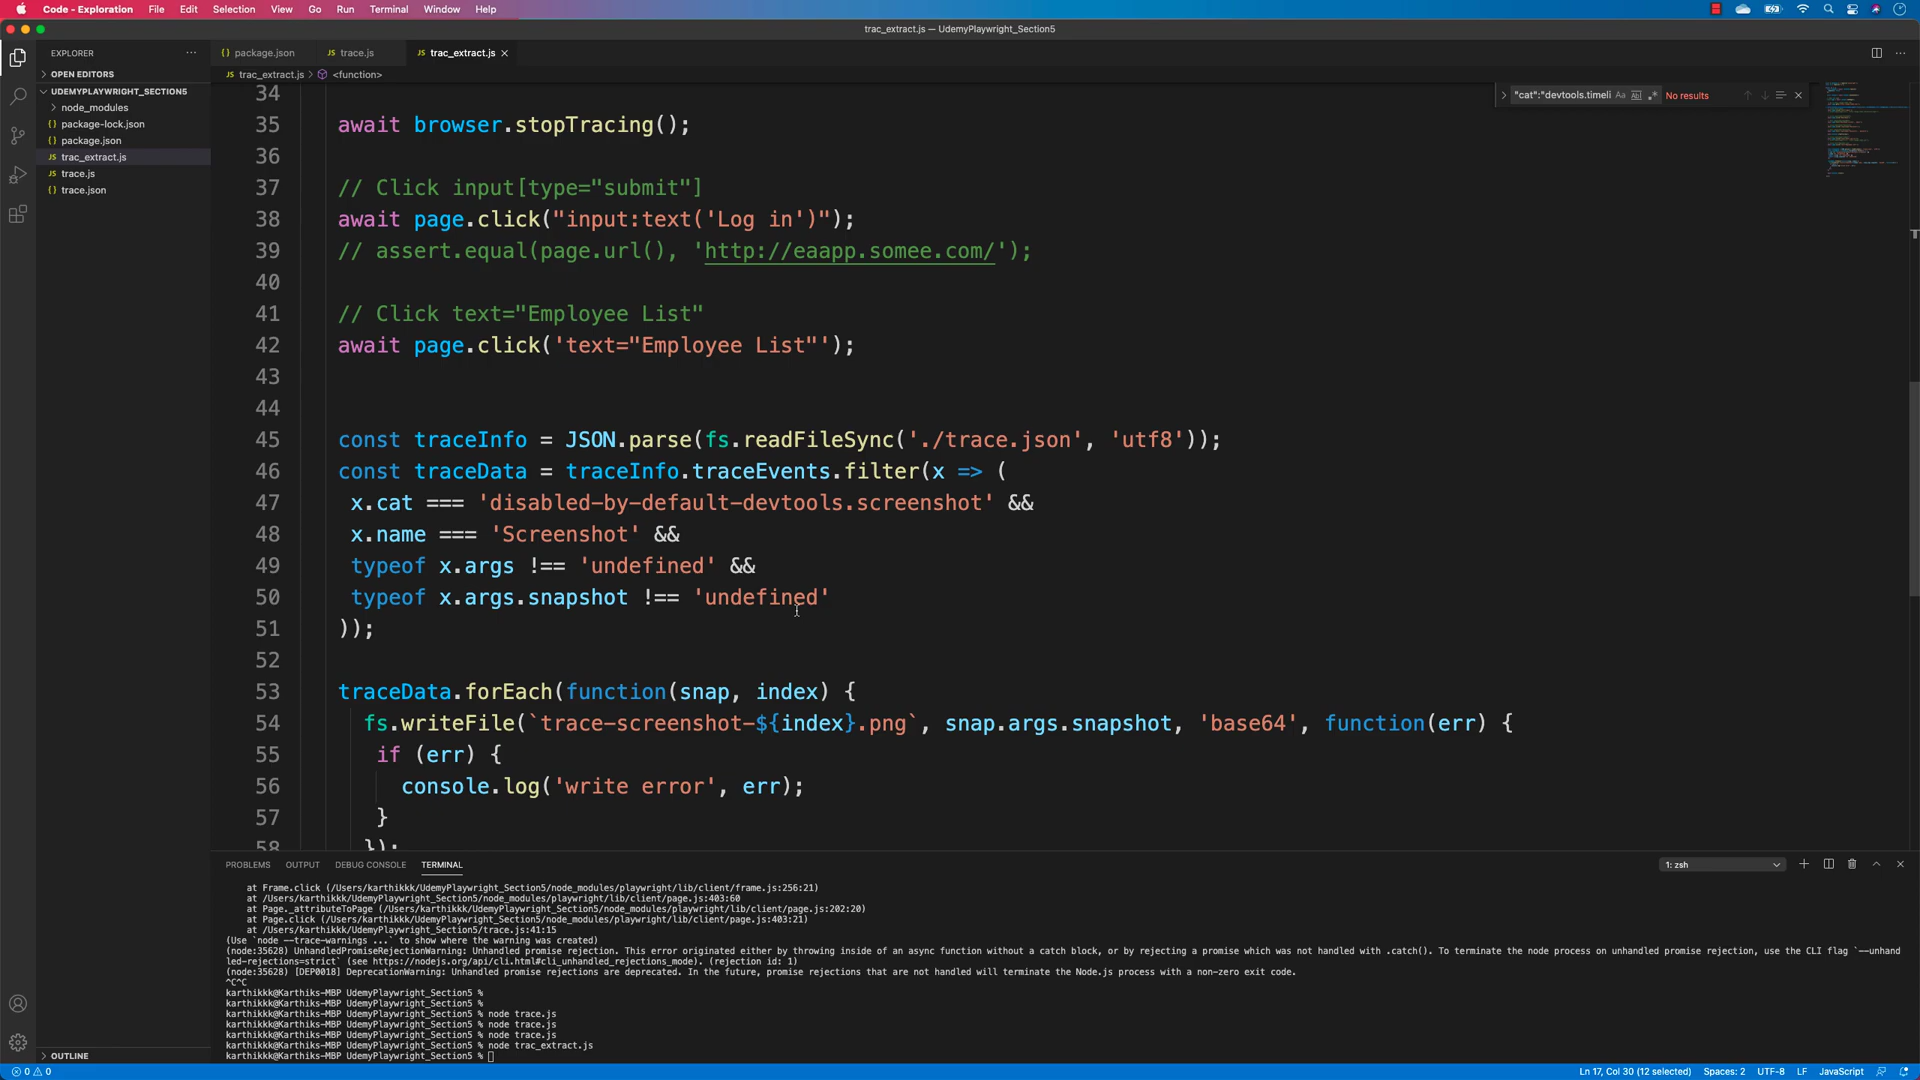 Code - Exploration File Edit Selection View Go Run Terminal Window Help
trac_extract.js — UdemyPlaywright_Section5
EXPLORER
OPEN EDITORS
UDEMYPLAYWRIGHT_SECTION5
node_modules
{} package-lock.json
{} package.json
JS trac_extract.js
JS trace.js
{} trace.json
OUTLINE
{} package.json JS trace.js JS trac_extract.js
JS trac_extract.js > <function>
"cat":"devtools.timeli Aa No results
34
35 await browser.stopTracing();
36
37 // Click input[type="submit"]
38 await page.click("input:text('Log in')");
39 // assert.equal(page.url(), 'http://eaapp.somee.com/');
40
41 // Click text="Employee List"
42 await page.click('text="Employee List"');
43
44
45 const traceInfo = JSON.parse(fs.readFileSync('./trace.json', 'utf8'));
46 const traceData = traceInfo.traceEvents.filter(x => (
47 x.cat === 'disabled-by-default-devtools.screenshot' &&
48 x.name === 'Screenshot' &&
49 typeof x.args !== 'undefined' &&
50 typeof x.args.snapshot !== 'undefined'
51 ));
52
53 traceData.forEach(function(snap, index) {
54 fs.writeFile(`trace-screenshot-${index}.png`, snap.args.snapshot, 'base64', function(err) {
55 if (err) {
56 console.log('write error', err);
57 }
58 });
PROBLEMS OUTPUT DEBUG CONSOLE TERMINAL 1: zsh
at Frame.click (/Users/karthikkk/UdemyPlaywright_Section5/node_modules/playwright/lib/client/frame.js:256:21)
at /Users/karthikkk/UdemyPlaywright_Section5/node_modules/playwright/lib/client/page.js:403:60
at Page._attributeToPage (/Users/karthikkk/UdemyPlaywright_Section5/node_modules/playwright/lib/client/page.js:202:20)
at Page.click (/Users/karthikkk/UdemyPlaywright_Section5/node_modules/playwright/lib/client/page.js:403:21)
at /Users/karthikkk/UdemyPlaywright_Section5/trace.js:41:15
(Use `node --trace-warnings ...` to show where the warning was created)
(node:35628) UnhandledPromiseRejectionWarning: Unhandled promise rejection. This error originated either by throwing inside of an async function without a catch block, or by rejecting a promise which was not handled with .catch(). To terminate the node process on unhandled promise rejection, use the CLI flag `--unhand
led-rejections=strict` (see https://nodejs.org/api/cli.html#cli_unhandled_rejections_mode). (rejection id: 1)
(node:35628) [DEP0018] DeprecationWarning: Unhandled promise rejections are deprecated. In the future, promise rejections that are not handled will terminate the Node.js process with a non-zero exit code.
^C^C
karthikkk@Karthiks-MBP UdemyPlaywright_Section5 %
karthikkk@Karthiks-MBP UdemyPlaywright_Section5 %
karthikkk@Karthiks-MBP UdemyPlaywright_Section5 % node trace.js
karthikkk@Karthiks-MBP UdemyPlaywright_Section5 % node trace.js
karthikkk@Karthiks-MBP UdemyPlaywright_Section5 % node trace.js
karthikkk@Karthiks-MBP UdemyPlaywright_Section5 % node trac_extract.js
karthikkk@Karthiks-MBP UdemyPlaywright_Section5 %
0 0 Ln 17, Col 30 (12 selected) Spaces: 2 UTF-8 LF JavaScript